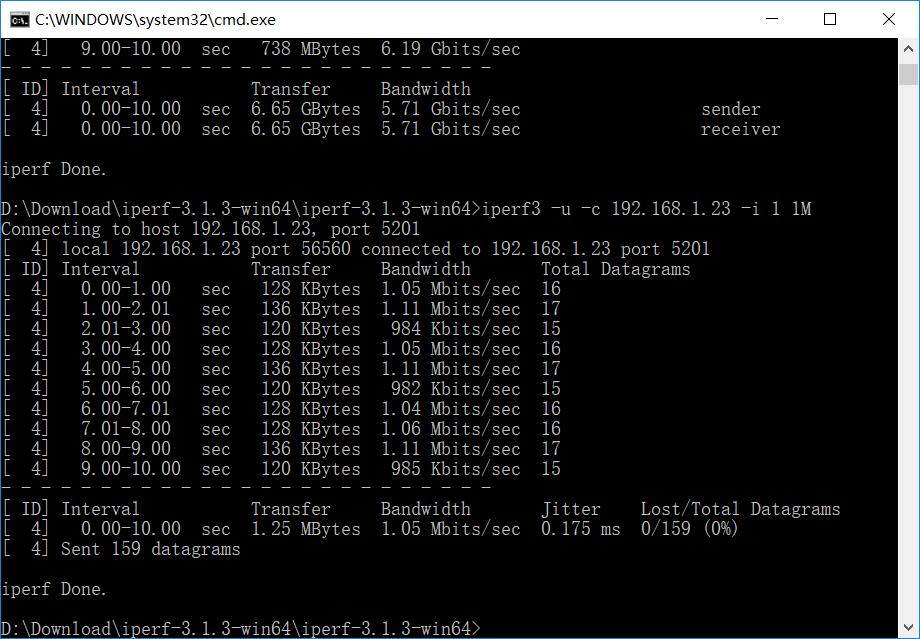 C:\WINDOWS\system32\cmd.exe
[  4]   9.00-10.00  sec   738 MBytes  6.19 Gbits/sec
- - - - - - - - - - - - - - - - - - - - - - - - -
[ ID] Interval           Transfer     Bandwidth
[  4]   0.00-10.00  sec  6.65 GBytes  5.71 Gbits/sec                  sender
[  4]   0.00-10.00  sec  6.65 GBytes  5.71 Gbits/sec                  receiver
iperf Done.
D:\Download\iperf-3.1.3-win64\iperf-3.1.3-win64>iperf3 -u -c 192.168.1.23 -i 1 1M
Connecting to host 192.168.1.23, port 5201
[  4] local 192.168.1.23 port 56560 connected to 192.168.1.23 port 5201
[ ID] Interval           Transfer     Bandwidth       Total Datagrams
[  4]   0.00-1.00   sec   128 KBytes  1.05 Mbits/sec  16
[  4]   1.00-2.01   sec   136 KBytes  1.11 Mbits/sec  17
[  4]   2.01-3.00   sec   120 KBytes   984 Kbits/sec  15
[  4]   3.00-4.00   sec   128 KBytes  1.05 Mbits/sec  16
[  4]   4.00-5.00   sec   136 KBytes  1.11 Mbits/sec  17
[  4]   5.00-6.00   sec   120 KBytes   982 Kbits/sec  15
[  4]   6.00-7.01   sec   128 KBytes  1.04 Mbits/sec  16
[  4]   7.01-8.00   sec   128 KBytes  1.06 Mbits/sec  16
[  4]   8.00-9.00   sec   136 KBytes  1.11 Mbits/sec  17
[  4]   9.00-10.00  sec   120 KBytes   985 Kbits/sec  15
- - - - - - - - - - - - - - - - - - - - - - - - -
[ ID] Interval           Transfer     Bandwidth       Jitter    Lost/Total Datagrams
[  4]   0.00-10.00  sec  1.25 MBytes  1.05 Mbits/sec  0.175 ms  0/159 (0%)
[  4] Sent 159 datagrams
iperf Done.
D:\Download\iperf-3.1.3-win64\iperf-3.1.3-win64>